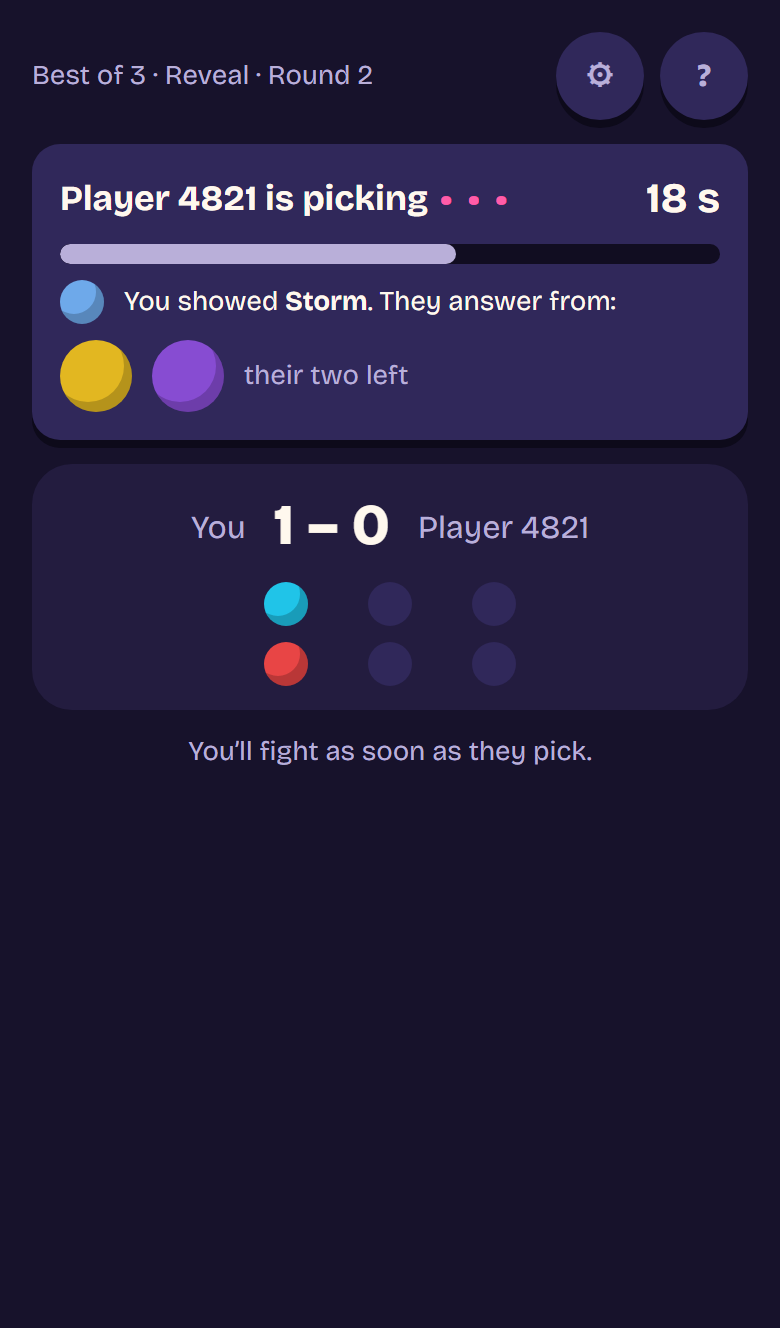 Best of 3 · Reveal · Round 2
?
Player 4821 is picking • • •
18 s
You showed Storm. They answer from:
their two left
You 1 – 0 Player 4821
You'll fight as soon as they pick.